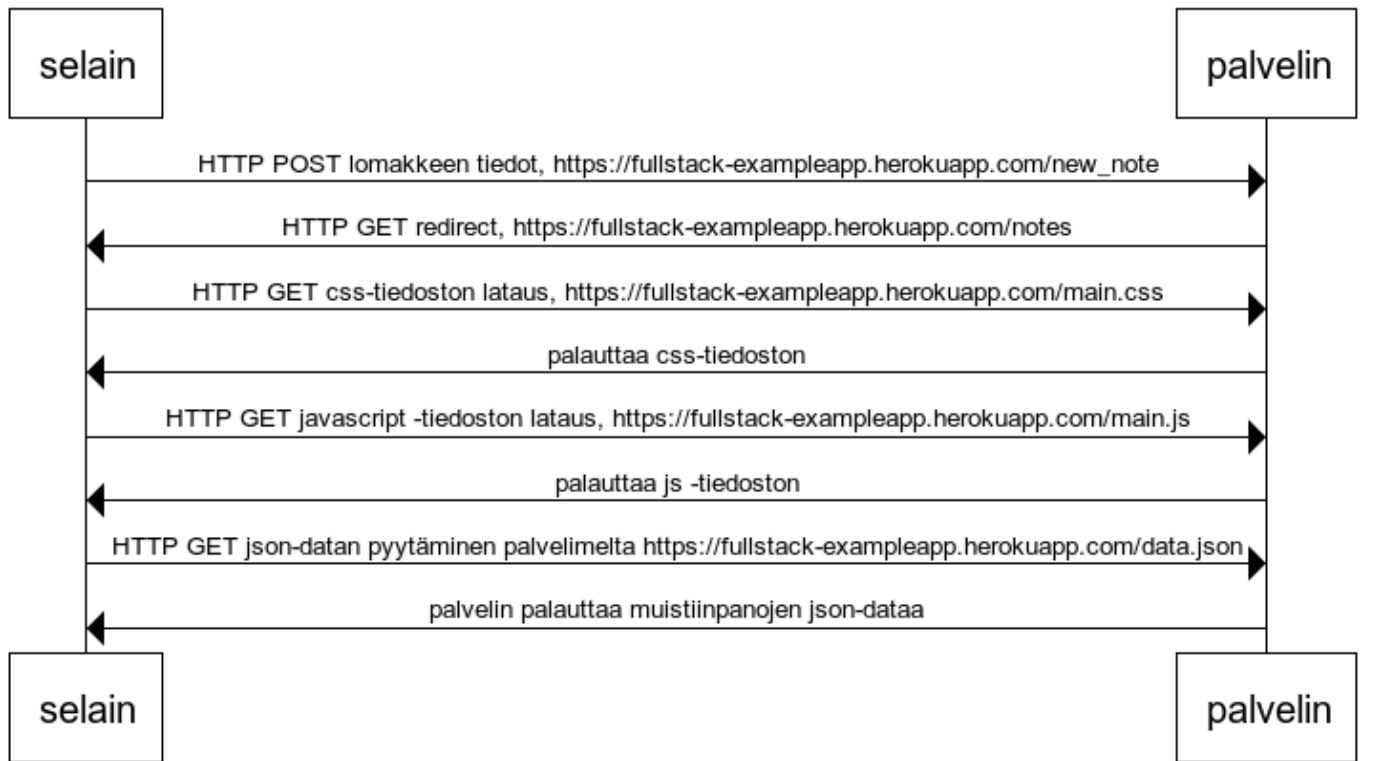 selain
palvelin
HTTP POST lomakkeen tiedot, https://fullstack-exampleapp.herokuapp.com/new_note
HTTP GET redirect, https://fullstack-exampleapp.herokuapp.com/notes
HTTP GET css-tiedoston lataus, https://fullstack-exampleapp.herokuapp.com/main.css
palauttaa css-tiedoston
HTTP GET javascript -tiedoston lataus, https://fullstack-exampleapp.herokuapp.com/main.js
palauttaa js -tiedoston
HTTP GET json-datan pyytäminen palvelimelta https://fullstack-exampleapp.herokuapp.com/data.json
palvelin palauttaa muistiinpanojen json-dataa
selain
palvelin